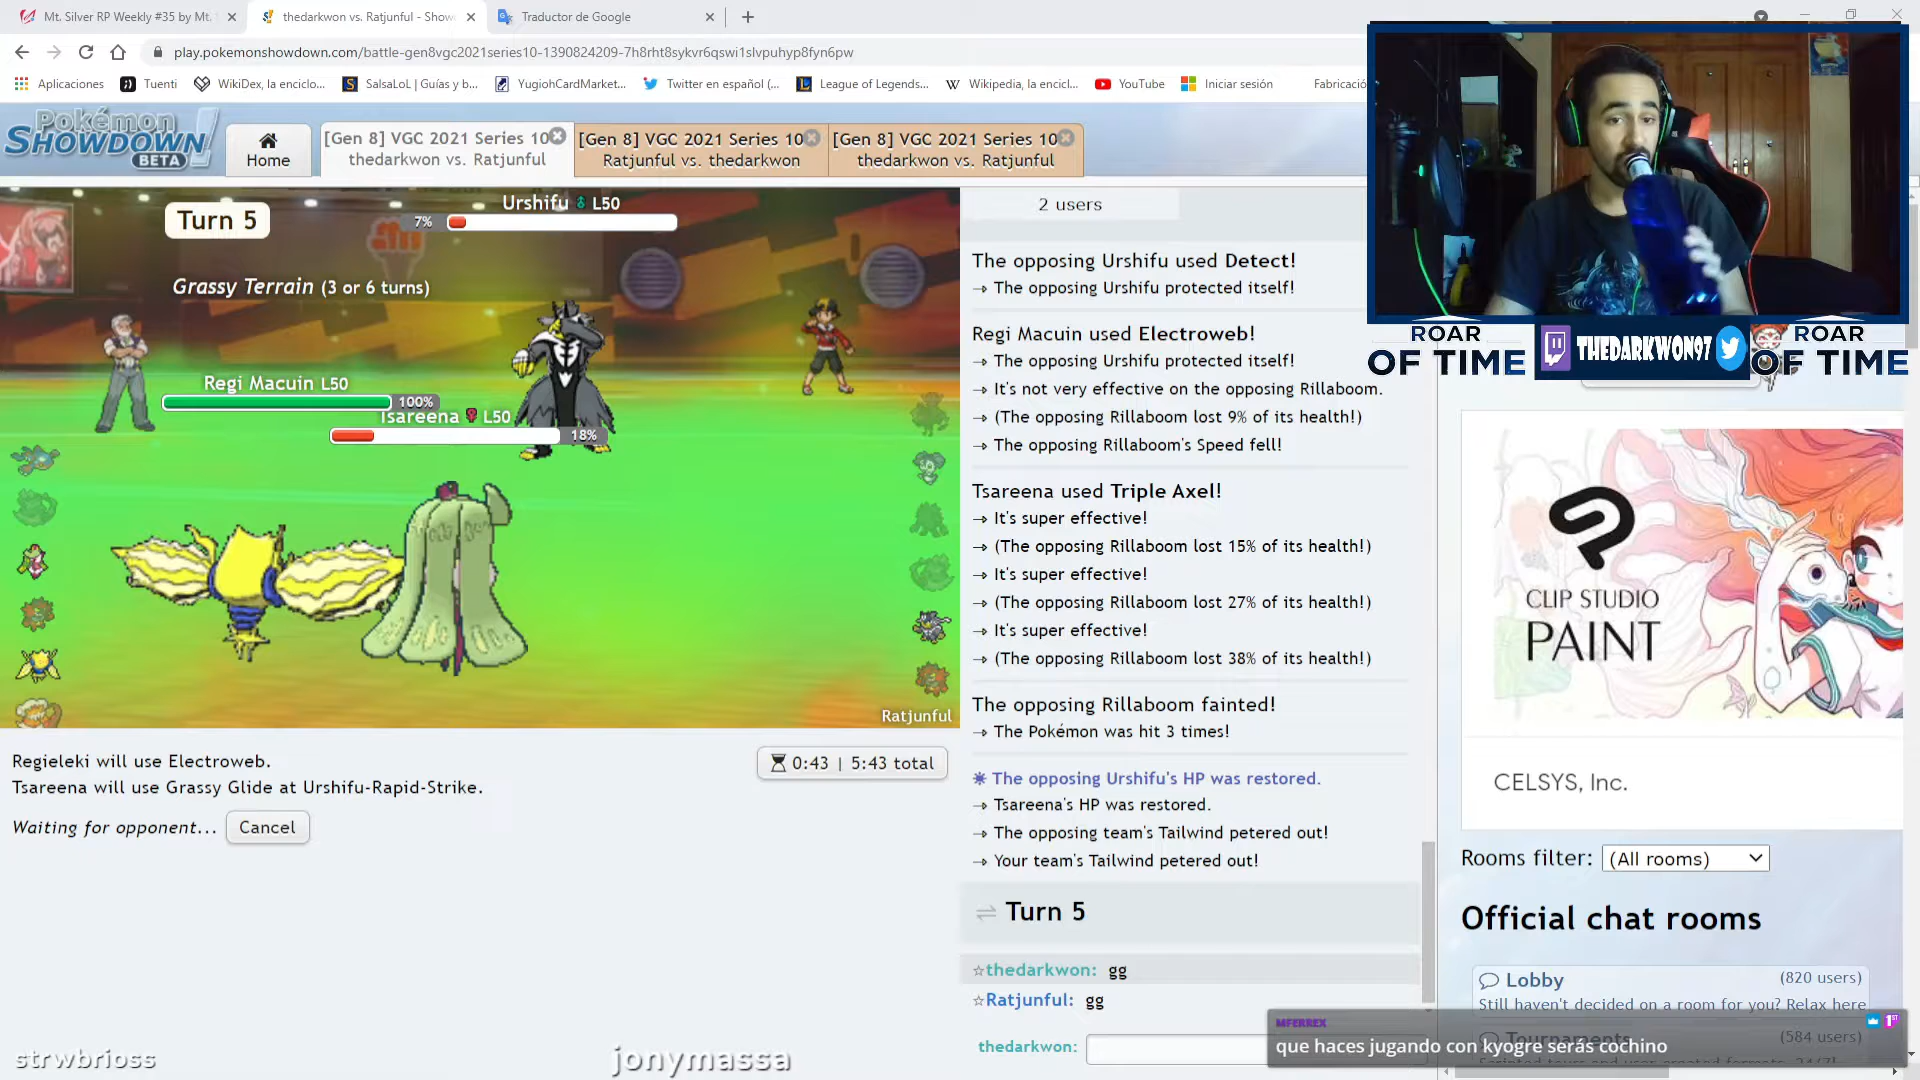 Mt. Silver RP Weekly #35 by Mt.
thedarkwon vs. Ratjunful - Show
Traductor de Google
play.pokemonshowdown.com/battle-gen8vgc2021series10-1390824209-7h8rht8sykvr6qswi1slvpuhyp8fyn6pw
Aplicaciones
Tuenti
WikiDex, la enciclo...
SalsaLoL | Guías y b...
YugiohCardMarket...
Twitter en español (...
League of Legends...
Wikipedia, la encicl...
YouTube
Iniciar sesión
Fabricació
Pokémon
SHOWDOWN!
BETA
Home
[Gen 8] VGC 2021 Series 10
thedarkwon vs. Ratjunful
[Gen 8] VGC 2021 Series 10
Ratjunful vs. thedarkwon
[Gen 8] VGC 2021 Series 10
thedarkwon vs. Ratjunful
Turn 5
Urshifu L50
7%
Grassy Terrain (3 or 6 turns)
Regi Macuin L50
100%
Tsareena L50
18%
Ratjunful
Regieleki will use Electroweb.
Tsareena will use Grassy Glide at Urshifu-Rapid-Strike.
Waiting for opponent...
Cancel
0:43 | 5:43 total
2 users
The opposing Urshifu used Detect!
→ The opposing Urshifu protected itself!
Regi Macuin used Electroweb!
→ The opposing Urshifu protected itself!
→ It's not very effective on the opposing Rillaboom.
→ (The opposing Rillaboom lost 9% of its health!)
→ The opposing Rillaboom's Speed fell!
Tsareena used Triple Axel!
→ It's super effective!
→ (The opposing Rillaboom lost 15% of its health!)
→ It's super effective!
→ (The opposing Rillaboom lost 27% of its health!)
→ It's super effective!
→ (The opposing Rillaboom lost 38% of its health!)
The opposing Rillaboom fainted!
→ The Pokémon was hit 3 times!
The opposing Urshifu's HP was restored.
→ Tsareena's HP was restored.
→ The opposing team's Tailwind petered out!
→ Your team's Tailwind petered out!
Turn 5
☆thedarkwon: gg
☆Ratjunful: gg
thedarkwon:
ROAR
OF TIME
THEDARKWON97
ROAR
OF TIME
CLIP STUDIO
PAINT
CELSYS, Inc.
Rooms filter: (All rooms)
Official chat rooms
Lobby
(820 users)
Still haven't decided on a room for you? Relax here
Tournaments
(584 users)
MFERREX
que haces jugando con kyogre serás cochino
strwbrioss
jonymassa